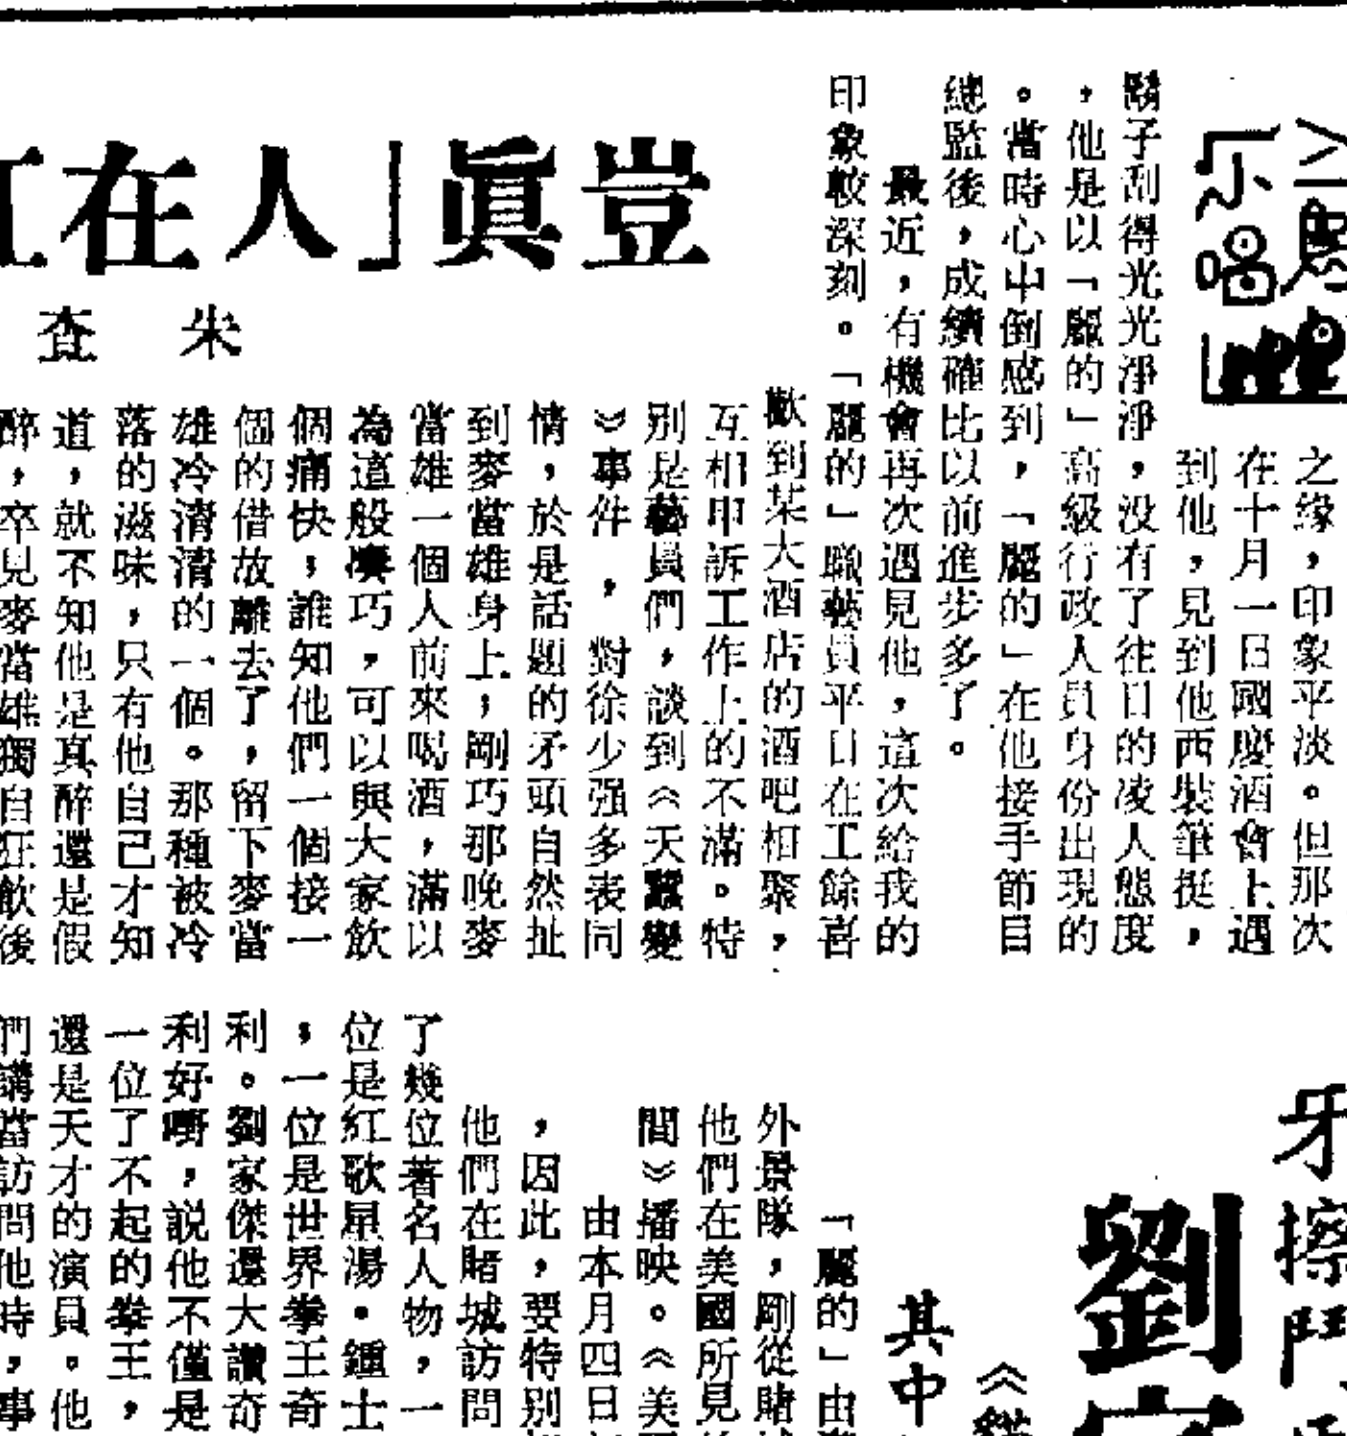 豈眞「人在
米查
之緣，印象平淡。但那次
在十月一日國慶酒會上遇
到他，見到他西裝筆挺，
鬍子刮得光光淨淨，没有了往日的凌人態度
，他是以「麗的」高級行政人員身份出現的
。當時心中倒感到，「麗的」在他接手節目
總監後，成績確比以前進步多了。
最近，有機會再次遇見他，這次給我的
印象較深刻。「麗的」職藝員平日在工餘喜
歡到某大酒店的酒吧相聚，
互相申訴工作上的不滿。特
別是藝員們，談到《天蠶變
》事件，對徐少强多表同
情，於是話題的矛頭自然扯
到麥當雄身上；剛巧那晚麥
當雄一個人前來喝酒，滿以
為這般湊巧，可以與大家飲
個痛快；誰知他們一個接一
個的借故離去了，留下麥當
雄冷清清的一個。那種被冷
落的滋味，只有他自己才知
道，就不知他是真醉還是假
醉，卒見麥當雄獨自狂飲後
牙擦鬥
劉
《
其中
「麗的」由
外景隊，剛從賭
他們在美國所見
間》播映。《美
由本月四日
，因此，要特別
他們在賭城訪問
了幾位著名人物，一
位是紅歌星湯．鍾士
，一位是世界拳王奇
利。劉家傑還大讚奇
利好嘢，説他不僅是
一位了不起的拳王，
還是天才的演員。他
們講當訪問他時，事